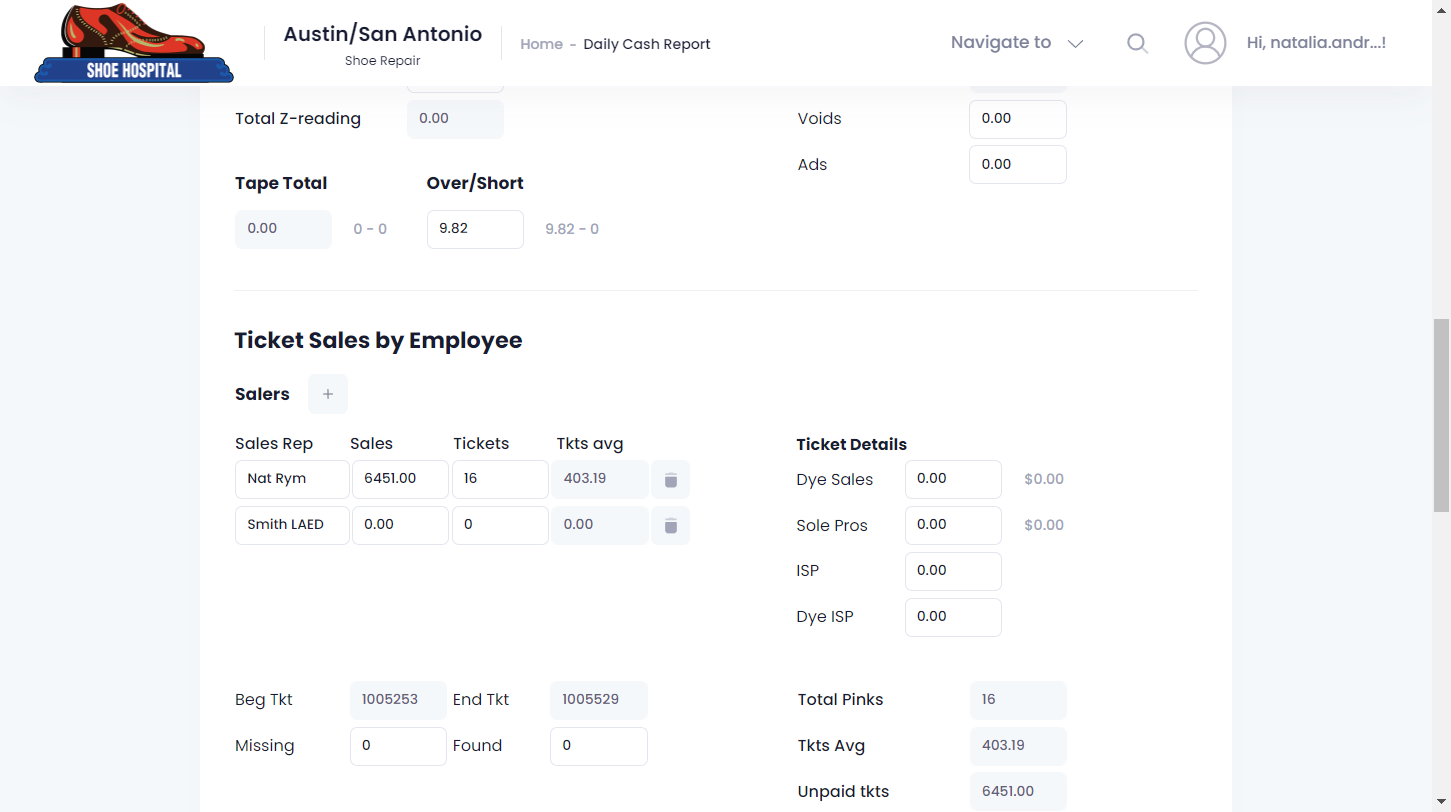 SHOE HOSPITAL
Austin/San Antonio
Shoe Repair
Home - Daily Cash Report
Navigate to
Hi, natalia.andr...!
Total Z-reading 0.00
Voids 0.00
Ads 0.00
Tape Total Over/Short
0.00 0 - 0 9.82 9.82 - 0
Ticket Sales by Employee
Salers +
Sales Rep Sales Tickets Tkts avg
Nat Rym 6451.00 16 403.19
Smith LAED 0.00 0 0.00
Ticket Details
Dye Sales 0.00 $0.00
Sole Pros 0.00 $0.00
ISP 0.00
Dye ISP 0.00
Beg Tkt 1005253 End Tkt 1005529
Missing 0 Found 0
Total Pinks 16
Tkts Avg 403.19
Unpaid tkts 6451.00